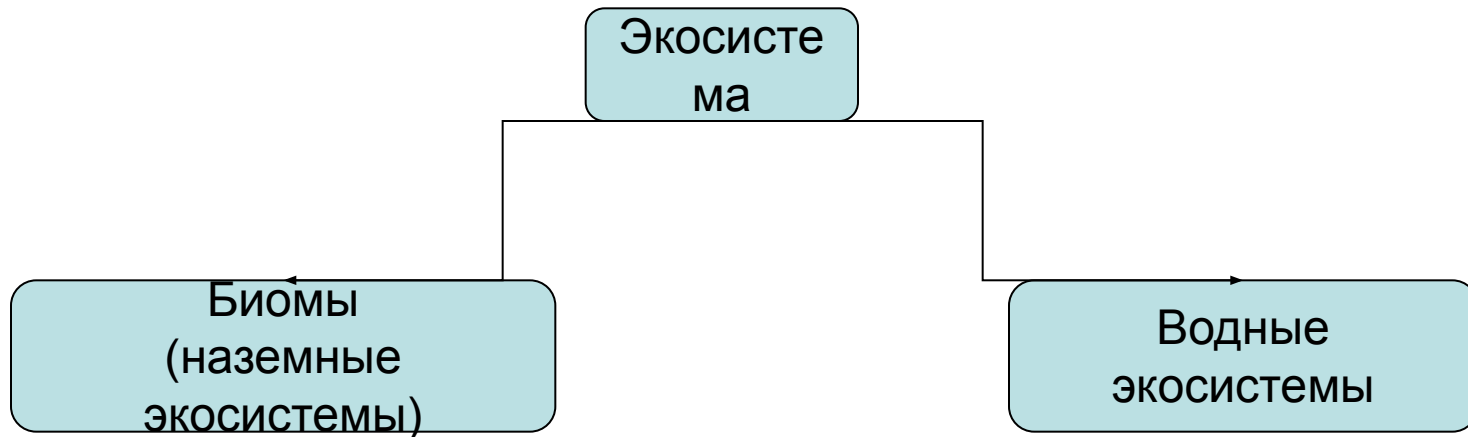 Экосисте
ма
Биомы
(наземные
экосистемы)
Водные
экосистемы